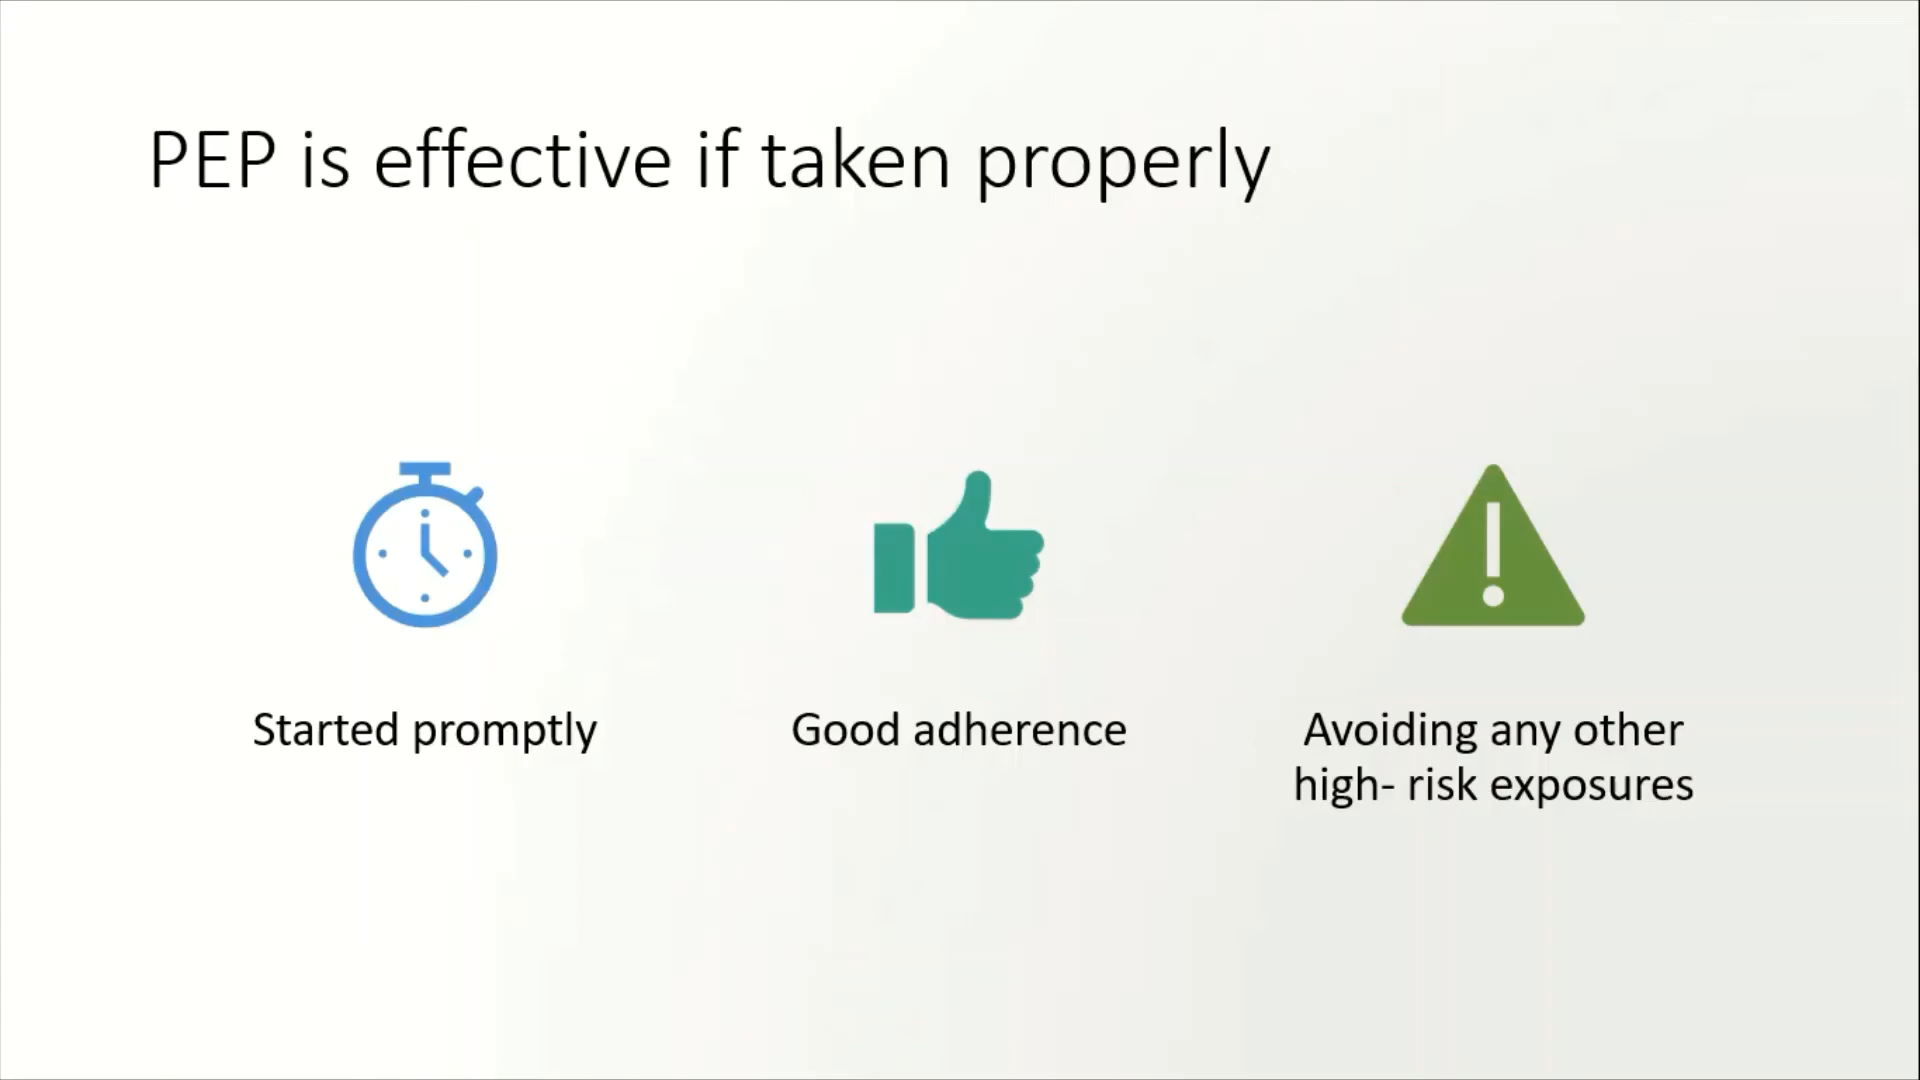 PEP is effective if taken properly
Started promptly
Good adherence
Avoiding any other
high- risk exposures